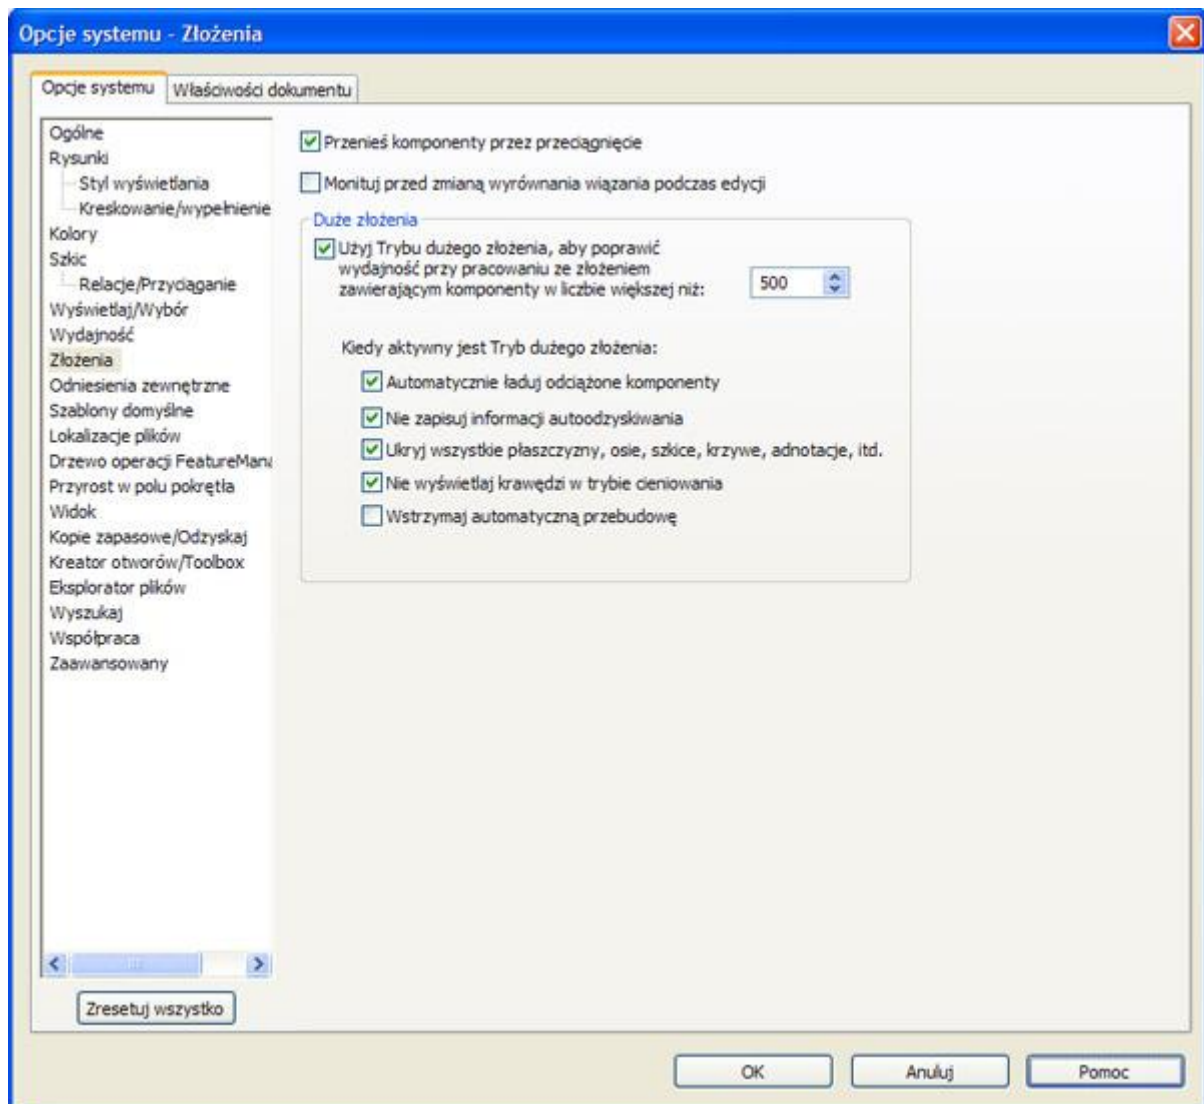 Opcje systemu - Złożenia
Opcje systemu
Właściwości dokumentu
Ogólne
Rysunki
Styl wyświetlania
Kreskowanie/wypełnienie
Kolory
Szkic
Relacje/Przyciąganie
Wyświetlaj/Wybór
Wydajność
Złożenia
Odniesienia zewnętrzne
Szablony domyślne
Lokalizacje plików
Drzewo operacji FeatureMana
Przyrost w polu pokrętła
Widok
Kopie zapasowe/Odzyskaj
Kreator otworów/Toolbox
Eksplorator plików
Wyszukaj
Współpraca
Zaawansowany
Zresetuj wszystko
Przenieś komponenty przez przeciągnięcie
Monituj przed zmianą wyrównania wiązania podczas edycji
Duże złożenia
Użyj Trybu dużego złożenia, aby poprawić
wydajność przy pracowaniu ze złożeniem
zawierającym komponenty w liczbie większej niż:
500
Kiedy aktywny jest Tryb dużego złożenia:
Automatycznie ładuj odciążone komponenty
Nie zapisuj informacji autoodzyskiwania
Ukryj wszystkie płaszczyzny, osie, szkice, krzywe, adnotacje, itd.
Nie wyświetlaj krawędzi w trybie cieniowania
Wstrzymaj automatyczną przebudowę
OK
Anuluj
Pomoc